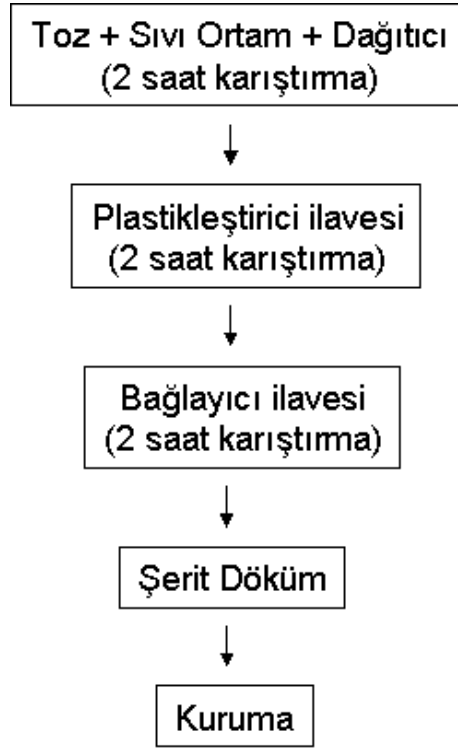 Toz + Sıvı Ortam + Dağıtıcı
(2 saat karıştırma)
Plastikleştirici ilavesi
(2 saat karıştırma)
Bağlayıcı ilavesi
(2 saat karıştırma)
Şerit Döküm
Kuruma